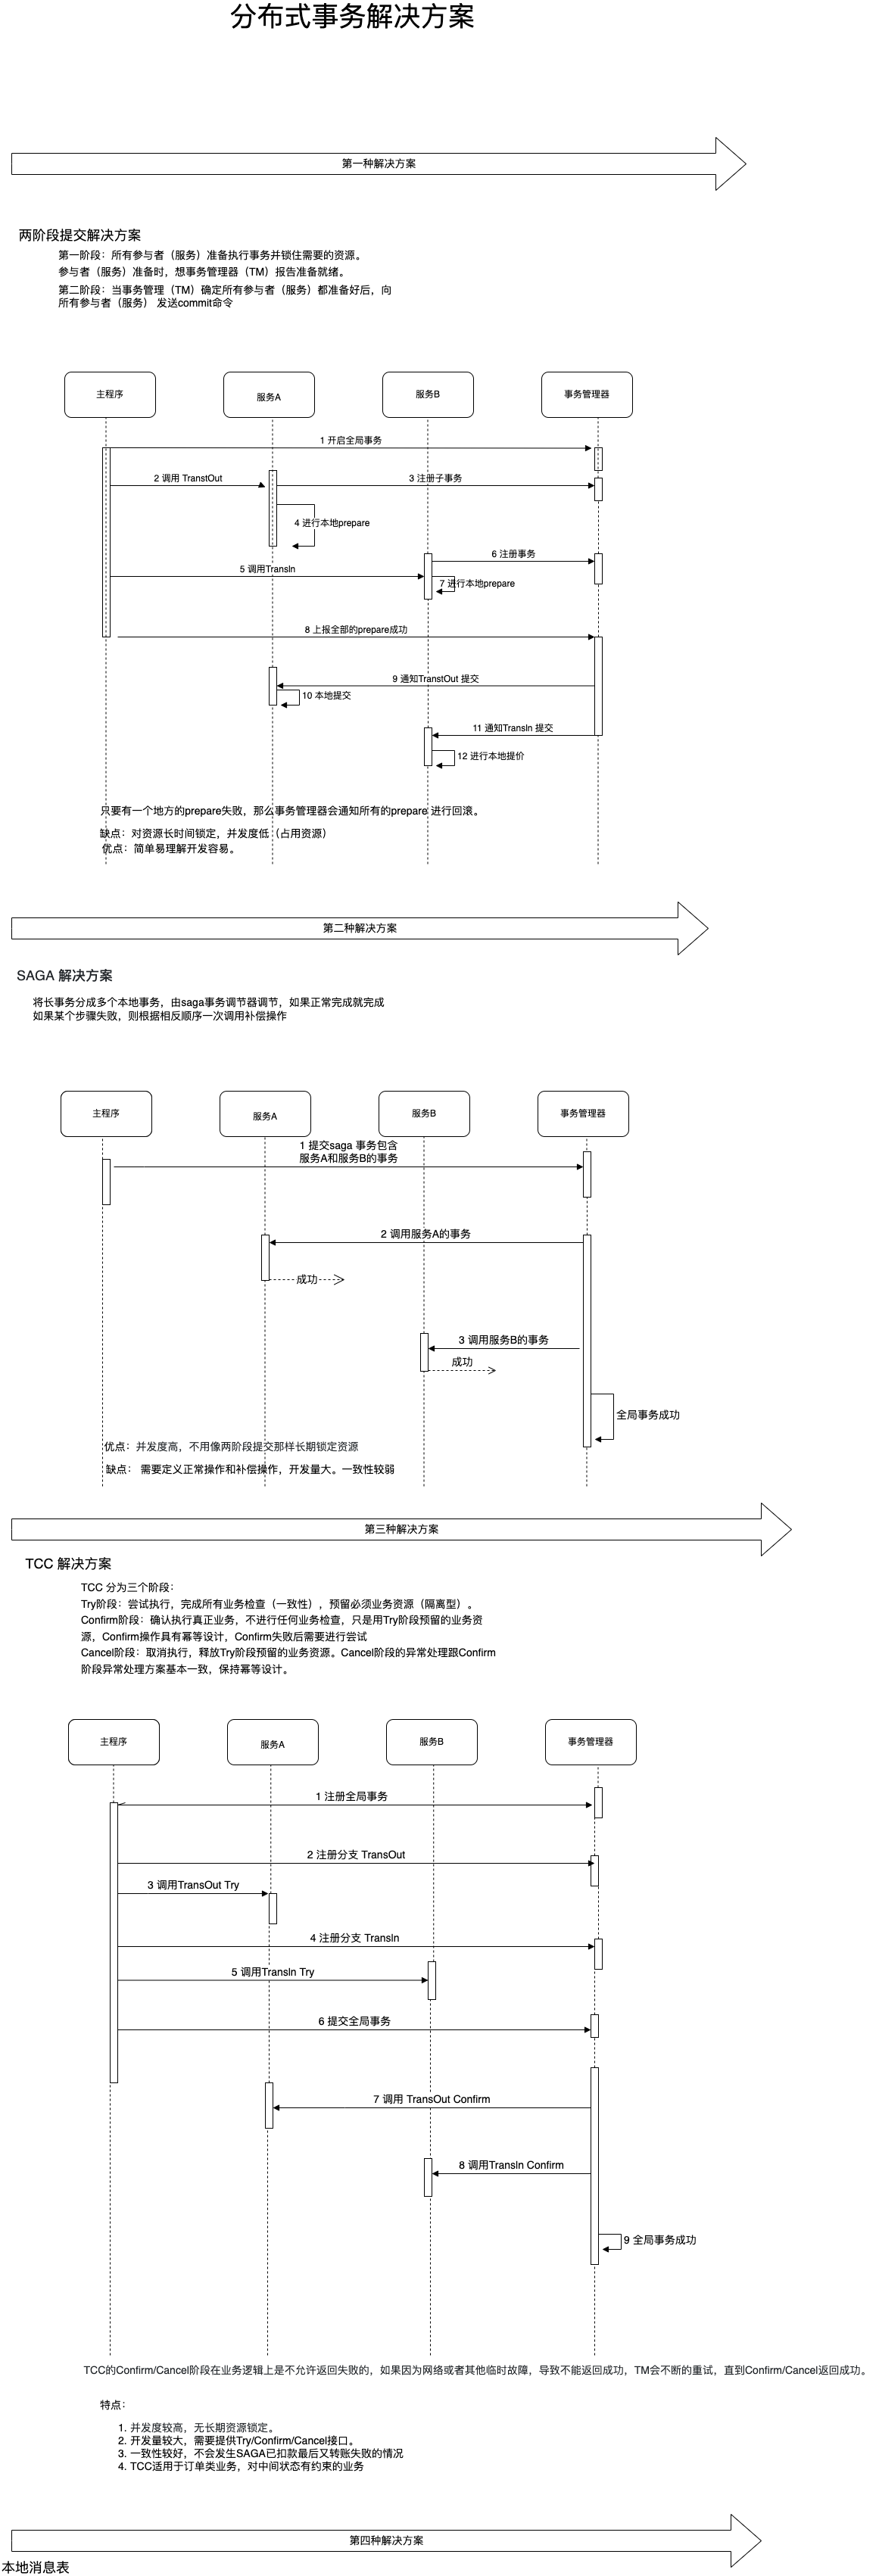 分布式事务解决方案
第一种解决方案
两阶段提交解决方案
第一阶段：所有参与者（服务）准备执行事务并锁住需要的资源。
参与者（服务）准备时，想事务管理器（TM）报告准备就绪。
第二阶段：当事务管理（TM）确定所有参与者（服务）都准备好后，向
所有参与者（服务） 发送commit命令
主程序
服务A
服务B
事务管理器
1 开启全局事务
2 调用 TranstOut
3 注册子事务
4 进行本地prepare
6 注册事务
5 调用TransIn
7 进行本地prepare
8 上报全部的prepare成功
9 通知TranstOut 提交
10 本地提交
11 通知TransIn 提交
12 进行本地提价
只要有一个地方的prepare失败，那么事务管理器会通知所有的prepare 进行回滚。
缺点：对资源长时间锁定，并发度低（占用资源）
优点：简单易理解开发容易。
第二种解决方案
SAGA 解决方案
将长事务分成多个本地事务，由saga事务调节器调节，如果正常完成就完成
如果某个步骤失败，则根据相反顺序一次调用补偿操作
主程序
服务A
服务B
事务管理器
1 提交saga 事务包含
服务A和服务B的事务
2 调用服务A的事务
成功
3 调用服务B的事务
成功
全局事务成功
优点：并发度高，不用像两阶段提交那样长期锁定资源
缺点： 需要定义正常操作和补偿操作，开发量大。一致性较弱
第三种解决方案
TCC 解决方案
TCC 分为三个阶段：
Try阶段：尝试执行，完成所有业务检查（一致性），预留必须业务资源（隔离型）。
Confirm阶段：确认执行真正业务，不进行任何业务检查，只是用Try阶段预留的业务资
源，Confirm操作具有幂等设计，Confirm失败后需要进行尝试
Cancel阶段：取消执行，释放Try阶段预留的业务资源。Cancel阶段的异常处理跟Confirm
阶段异常处理方案基本一致，保持幂等设计。
主程序
服务A
服务B
事务管理器
1 注册全局事务
2 注册分支 TransOut
3 调用TransOut Try
4 注册分支 TransIn
5 调用TransIn Try
6 提交全局事务
7 调用 TransOut Confirm
8 调用TransIn Confirm
9 全局事务成功
TCC的Confirm/Cancel阶段在业务逻辑上是不允许返回失败的，如果因为网络或者其他临时故障，导致不能返回成功，TM会不断的重试，直到Confirm/Cancel返回成功。
特点：
1. 并发度较高，无长期资源锁定。
2. 开发量较大，需要提供Try/Confirm/Cancel接口。
3. 一致性较好，不会发生SAGA已扣款最后又转账失败的情况
4. TCC适用于订单类业务，对中间状态有约束的业务
第四种解决方案
本地消息表